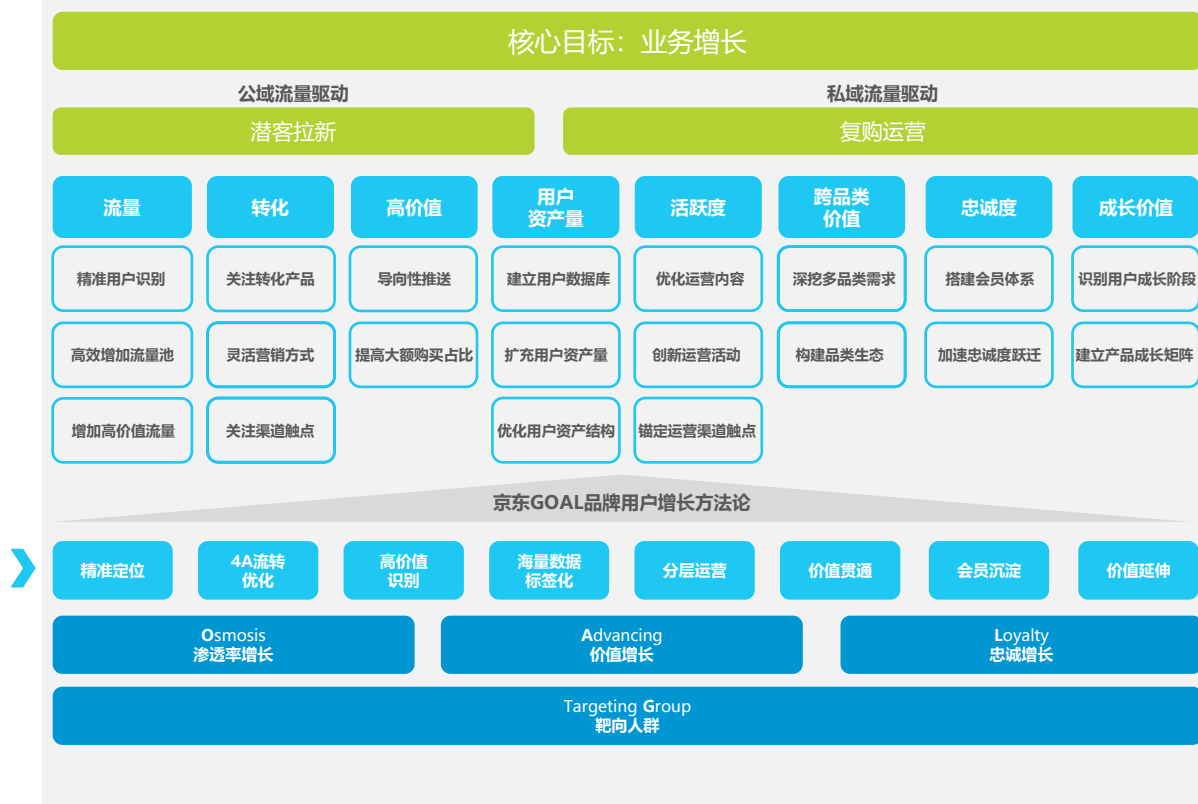 核心目标：业务增长
公域流量驱动
私域流量驱动
潜客拉新
复购运营
流量
转化
高价值
用户
资产量
活跃度
跨品类
价值
忠诚度
成长价值
精准用户识别
关注转化产品
导向性推送
建立用户数据库
优化运营内容
深挖多品类需求
搭建会员体系
识别用户成长阶段
高效增加流量池
灵活营销方式
提高大额购买占比
扩充用户资产量
创新运营活动
构建品类生态
加速忠诚度跃迁
建立产品成长矩阵
增加高价值流量
关注渠道触点
优化用户资产结构
锚定运营渠道触点
京东GOAL品牌用户增长方法论
精准定位
4A流转
优化
高价值
识别
海量数据
标签化
分层运营
价值贯通
会员沉淀
价值延伸
Osmosis
渗透率增长
Advancing
价值增长
Loyalty
忠诚增长
Targeting Group
靶向人群